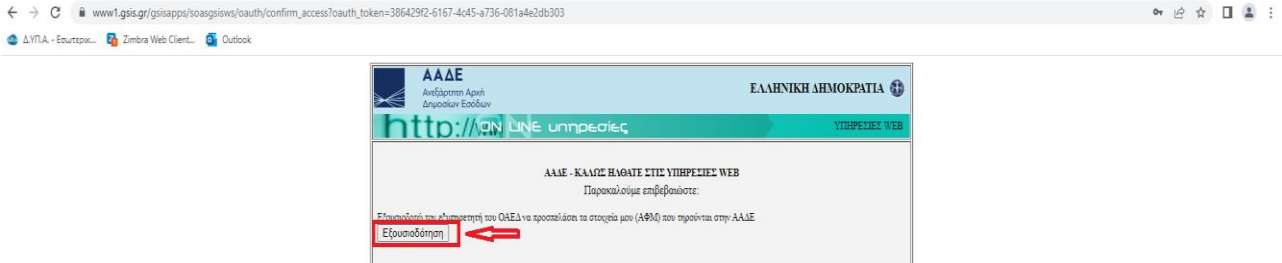 www1.gsis.gr/gsisapps/soasgsisws/oauth/confirm_access?oauth_token=386429f2-6167-4c45-a736-081a4e2db303
Δ.ΥΠ.Α. - Εσωτερικ... Zimbra Web Client... Outlook
ΑΑΔΕ
Ανεξάρτητη Αρχή
Δημοσίων Εσόδων
ΕΛΛΗΝΙΚΗ ΔΗΜΟΚΡΑΤΙΑ
http://www ON LINE υπηρεσίες
ΥΠΗΡΕΣΙΕΣ WEB
ΑΑΔΕ - ΚΑΛΩΣ ΗΛΘΑΤΕ ΣΤΙΣ ΥΠΗΡΕΣΙΕΣ WEB
Παρακαλούμε επιβεβαιώστε:
Εξουσιοδοτώ τον εξυπηρετητή του ΟΑΕΔ να προσπελάσει τα στοιχεία μου (ΑΦΜ) που τηρούνται στην ΑΑΔΕ
Εξουσιοδότηση